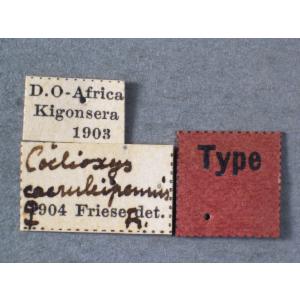 D.O-Africa
Kigonsera
1903
Coelioxys
caeruleipennis
1904 Friese det.
♀ n.
Type